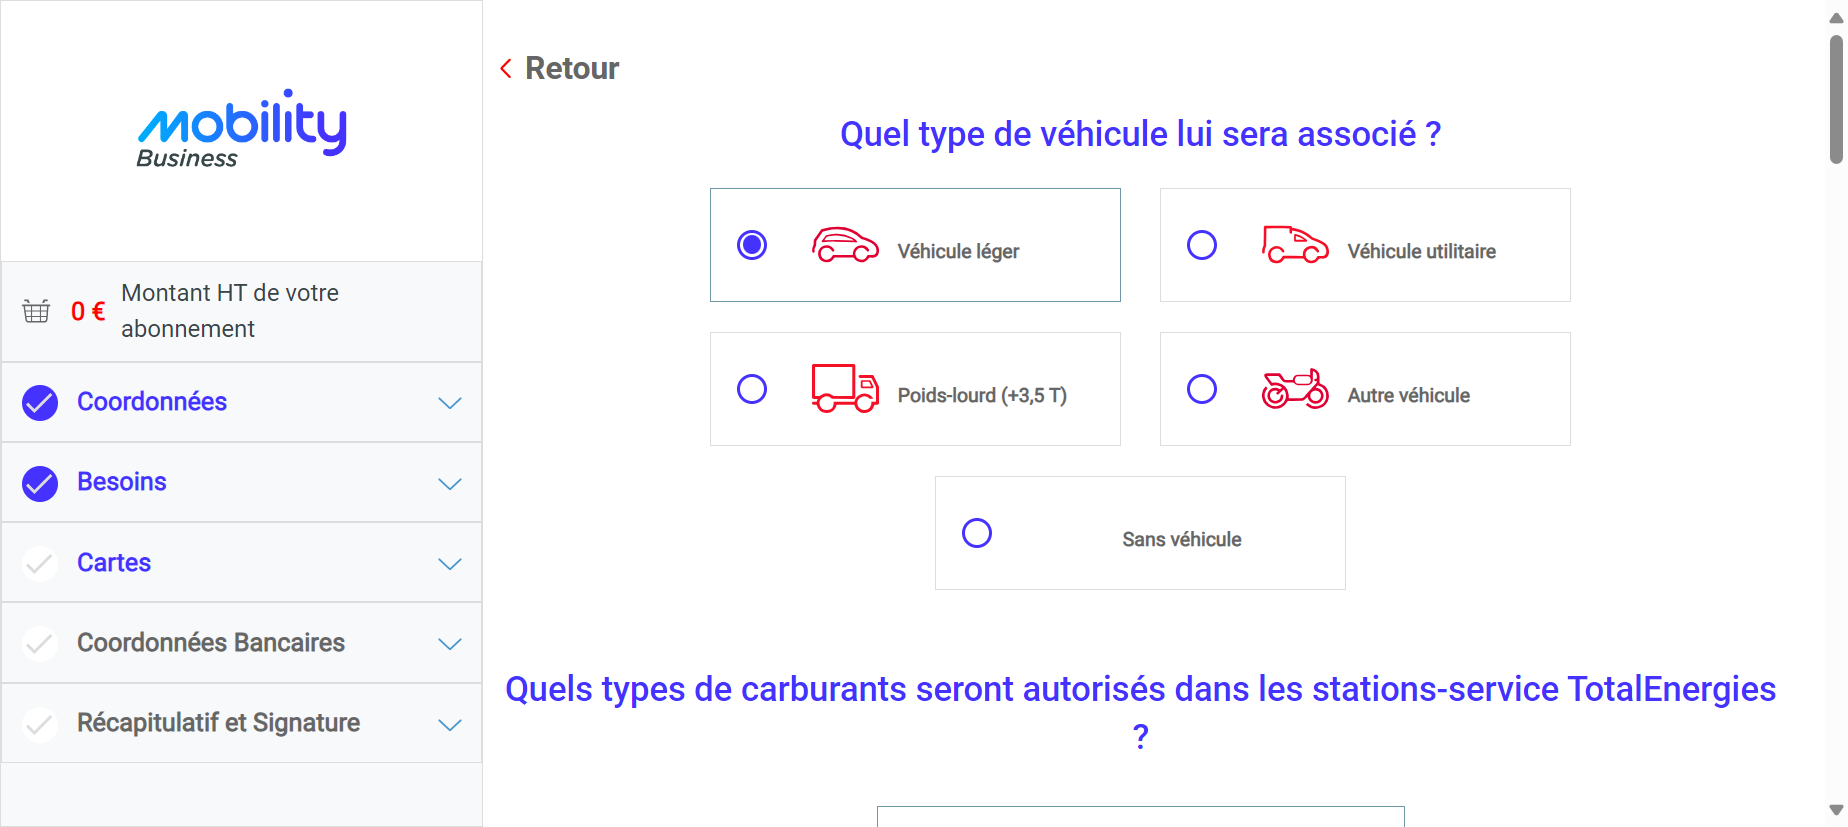 mobility
Business
0 €
Montant HT de votre
abonnement
Coordonnées
Besoins
Cartes
Coordonnées Bancaires
Récapitulatif et Signature
Retour
Quel type de véhicule lui sera associé ?
Véhicule léger
Véhicule utilitaire
Poids-lourd (+3,5 T)
Autre véhicule
Sans véhicule
Quels types de carburants seront autorisés dans les stations-service TotalEnergies
?